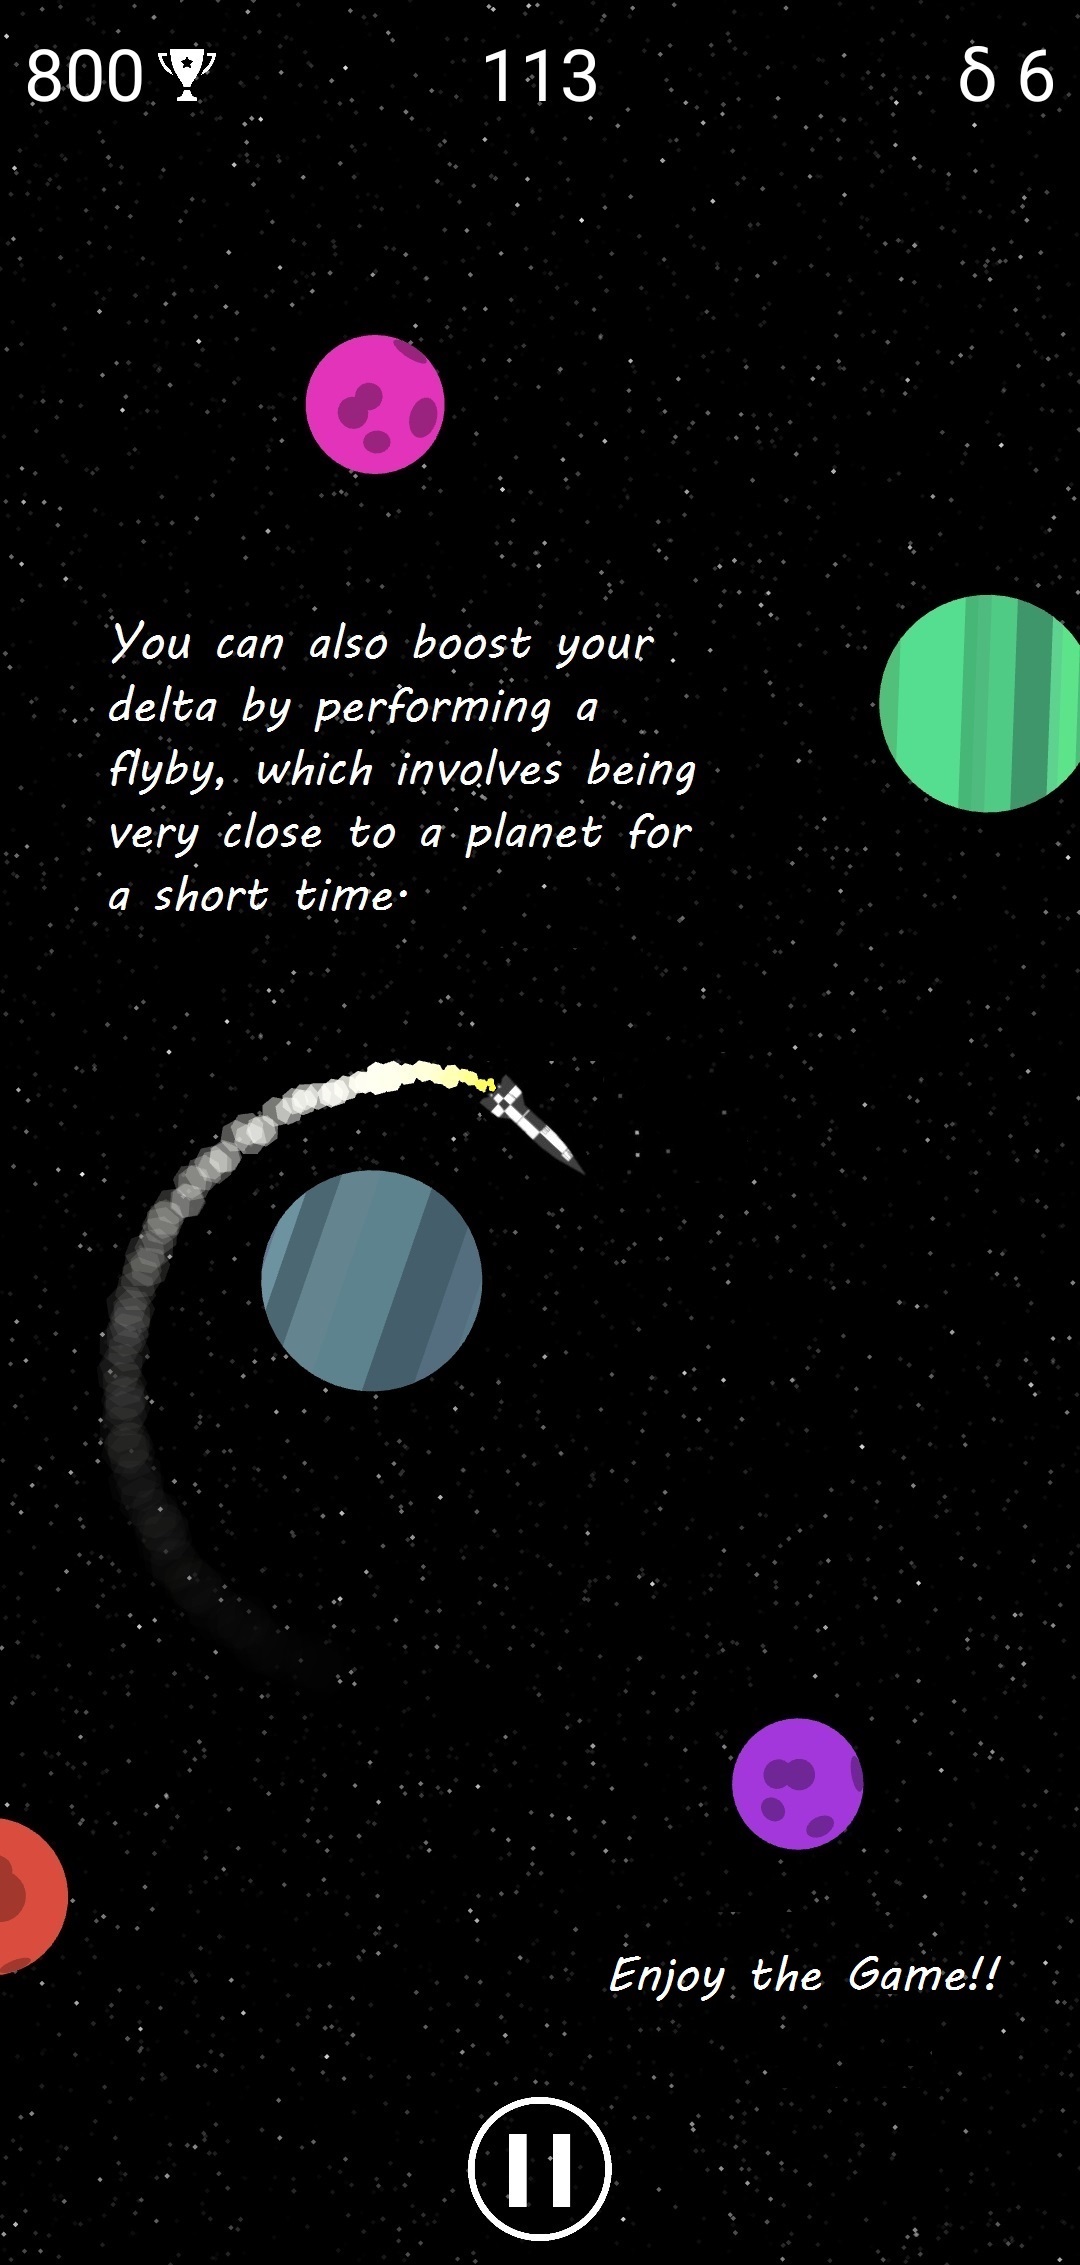 800 113 δ 6
You can also boost your
delta by performing a
flyby, which involves being
very close to a planet for
a short time.
Enjoy the Game!!